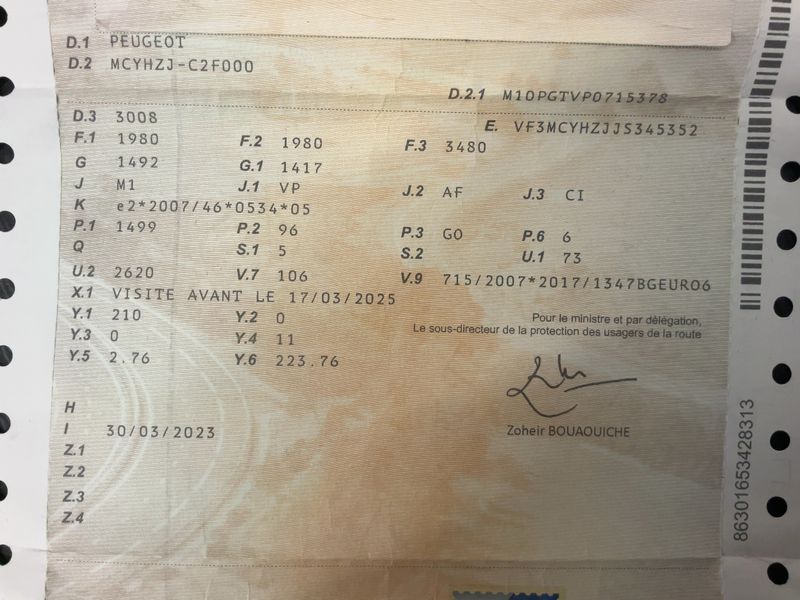 D.1 PEUGEOT
D.2 MCYHZJ-C2F000
D.2.1 M10PGTVP0715378
D.3 3008
E. VF3MCYHZJJS345352
F.1 1980 F.2 1980 F.3 3480
G 1492 G.1 1417
J M1 J.1 VP J.2 AF J.3 CI
K e2*2007/46*0534*05
P.1 1499 P.2 96 P.3 GO P.6 6
Q S.1 5 S.2 U.1 73
U.2 2620 V.7 106 V.9 715/2007*2017/1347BGEURO6
X.1 VISITE AVANT LE 17/03/2025
Y.1 210 Y.2 0
Pour le ministre et par délégation,
Le sous-directeur de la protection des usagers de la route
Y.3 0 Y.4 11
Y.5 2.76 Y.6 223.76
H
I 30/03/2023
Zoheir BOUAOUICHE
Z.1
Z.2
Z.3
Z.4
86301653428313